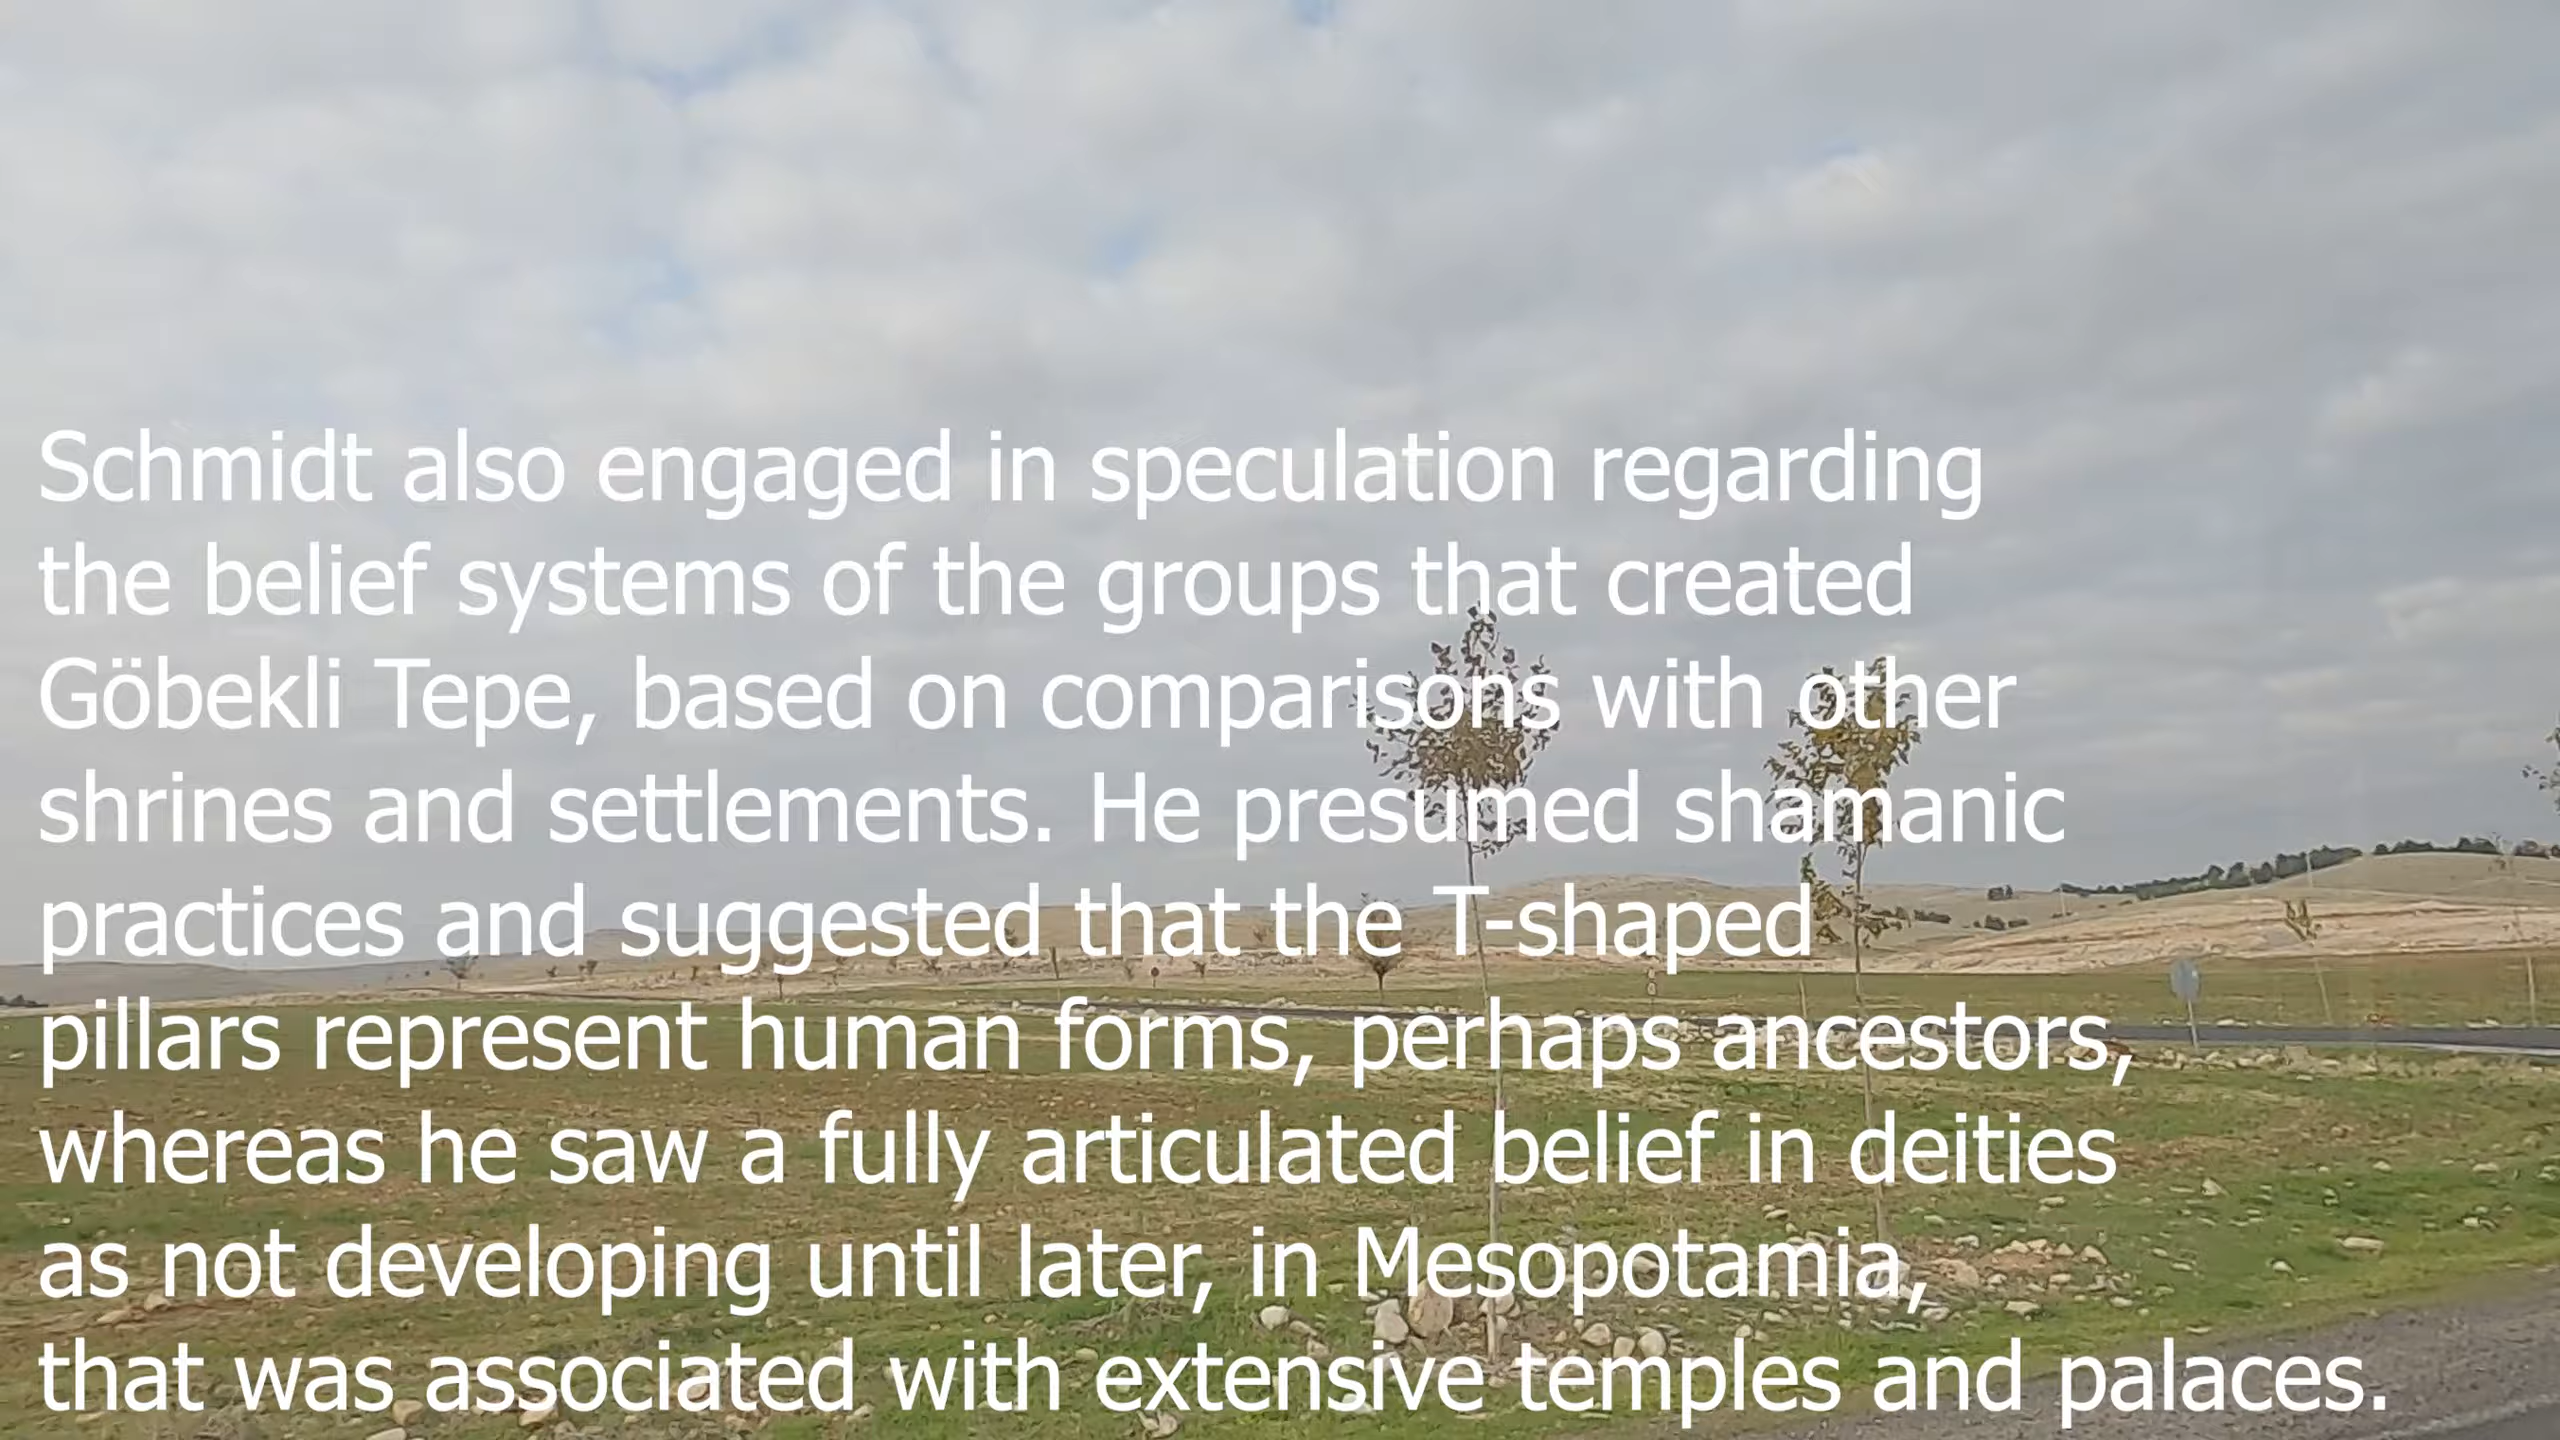 Schmidt also engaged in speculation regarding
the belief systems of the groups that created
Göbekli Tepe, based on comparisons with other
shrines and settlements. He presumed shamanic
practices and suggested that the T-shaped
pillars represent human forms, perhaps ancestors,
whereas he saw a fully articulated belief in deities
as not developing until later, in Mesopotamia,
that was associated with extensive temples and palaces.